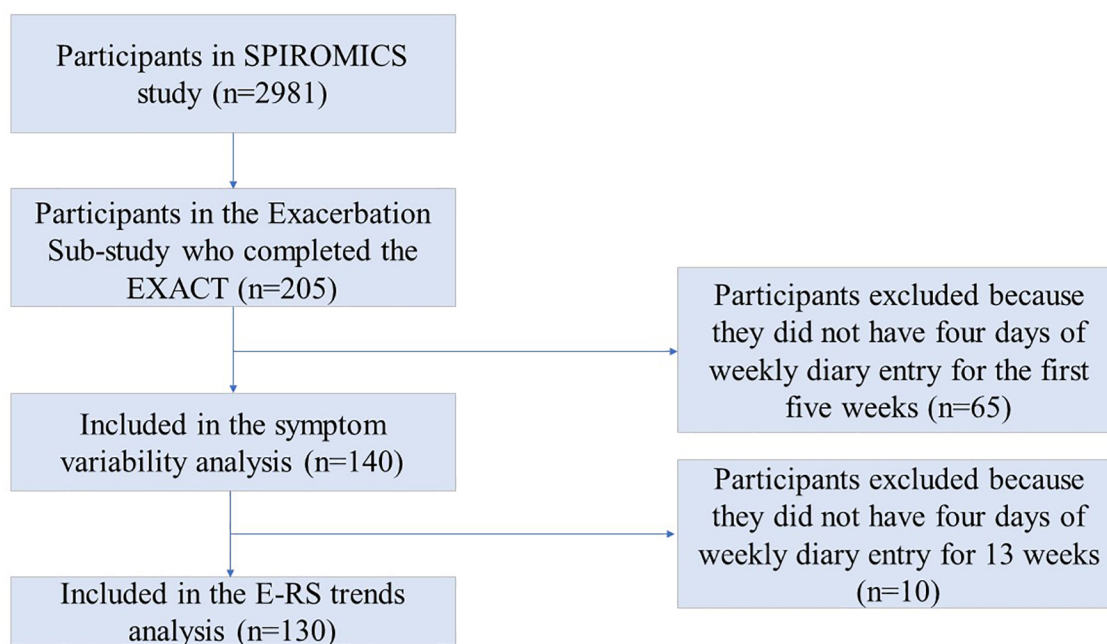 Participants in SPIROMICS
study (n=2981)
Participants in the Exacerbation
Sub-study who completed the
EXACT (n=205)
Participants excluded because
they did not have four days of
weekly diary entry for the first
five weeks (n=65)
Included in the symptom
variability analysis (n=140)
Participants excluded because
they did not have four days of
weekly diary entry for 13 weeks
(n=10)
Included in the E-RS trends
analysis (n=130)